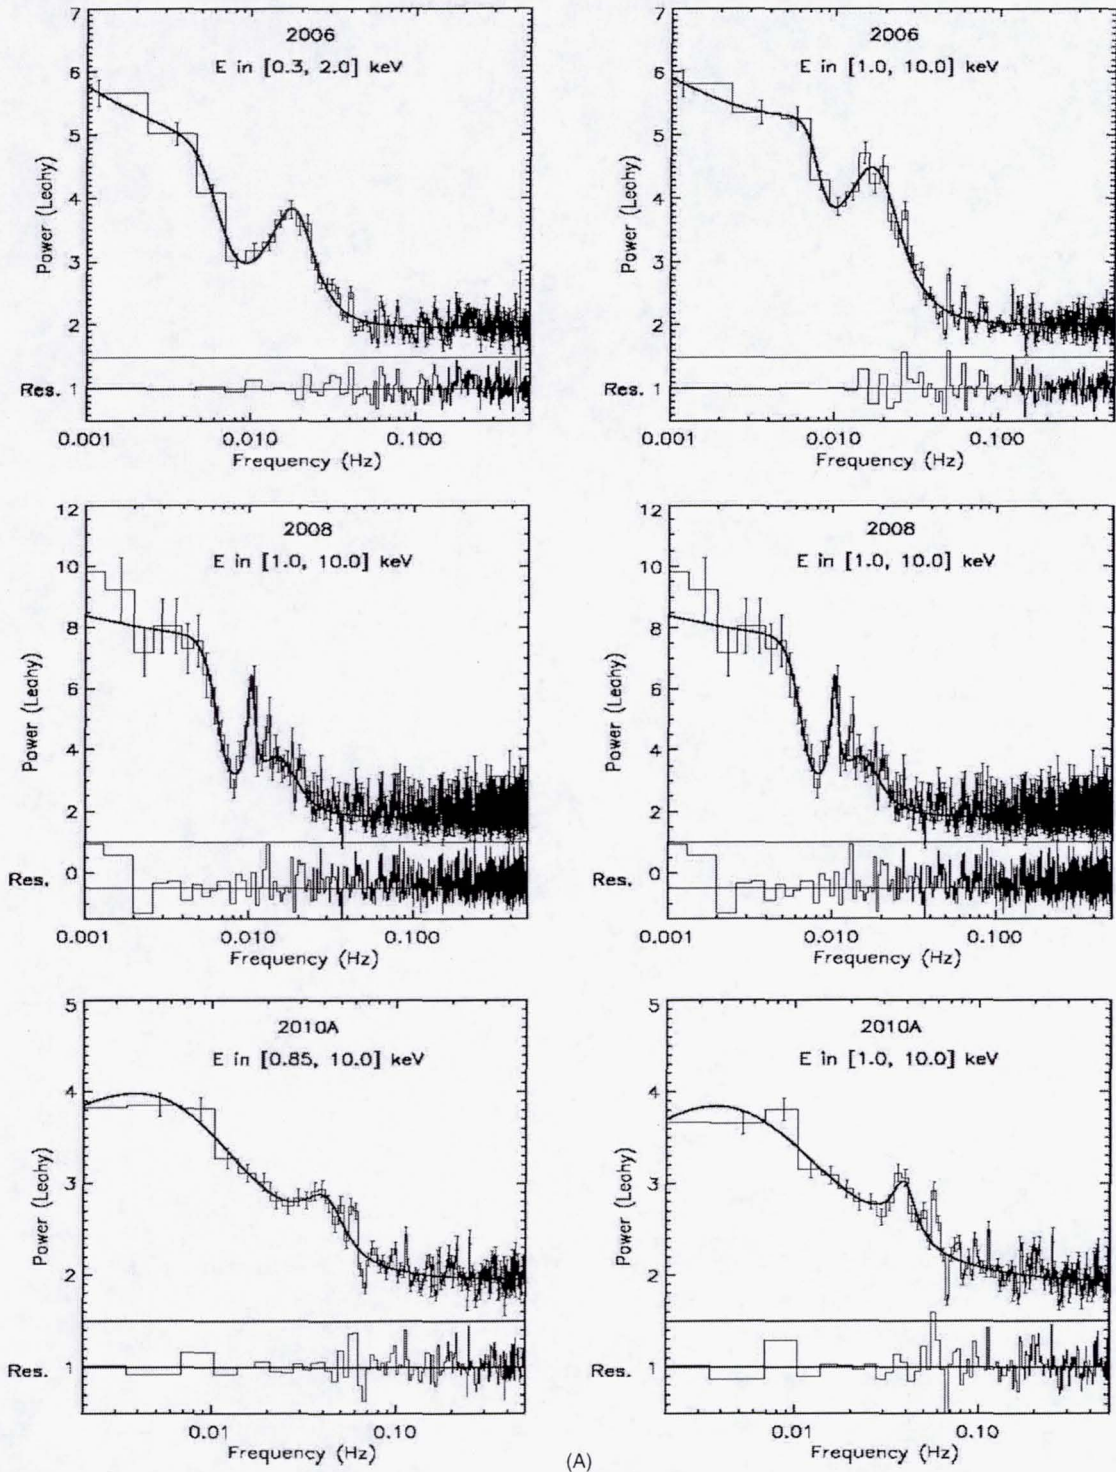 2006
E in [0.3, 2.0] keV
7
6
5
4
3
2
Power (Leahy)
Res. 1
0.001 0.010 0.100
Frequency (Hz)
2006
E in [1.0, 10.0] keV
7
6
5
4
3
2
Power (Leahy)
Res. 1
0.001 0.010 0.100
Frequency (Hz)
2008
E in [1.0, 10.0] keV
12
10
8
6
4
2
Power (Leahy)
Res. 0
0.001 0.010 0.100
Frequency (Hz)
2008
E in [1.0, 10.0] keV
12
10
8
6
4
2
Power (Leahy)
Res. 0
0.001 0.010 0.100
Frequency (Hz)
2010A
E in [0.85, 10.0] keV
5
4
3
2
Power (Leahy)
Res. 1
0.01 0.10
Frequency (Hz)
2010A
E in [1.0, 10.0] keV
5
4
3
2
Power (Leahy)
Res. 1
0.01 0.10
Frequency (Hz)
(A)